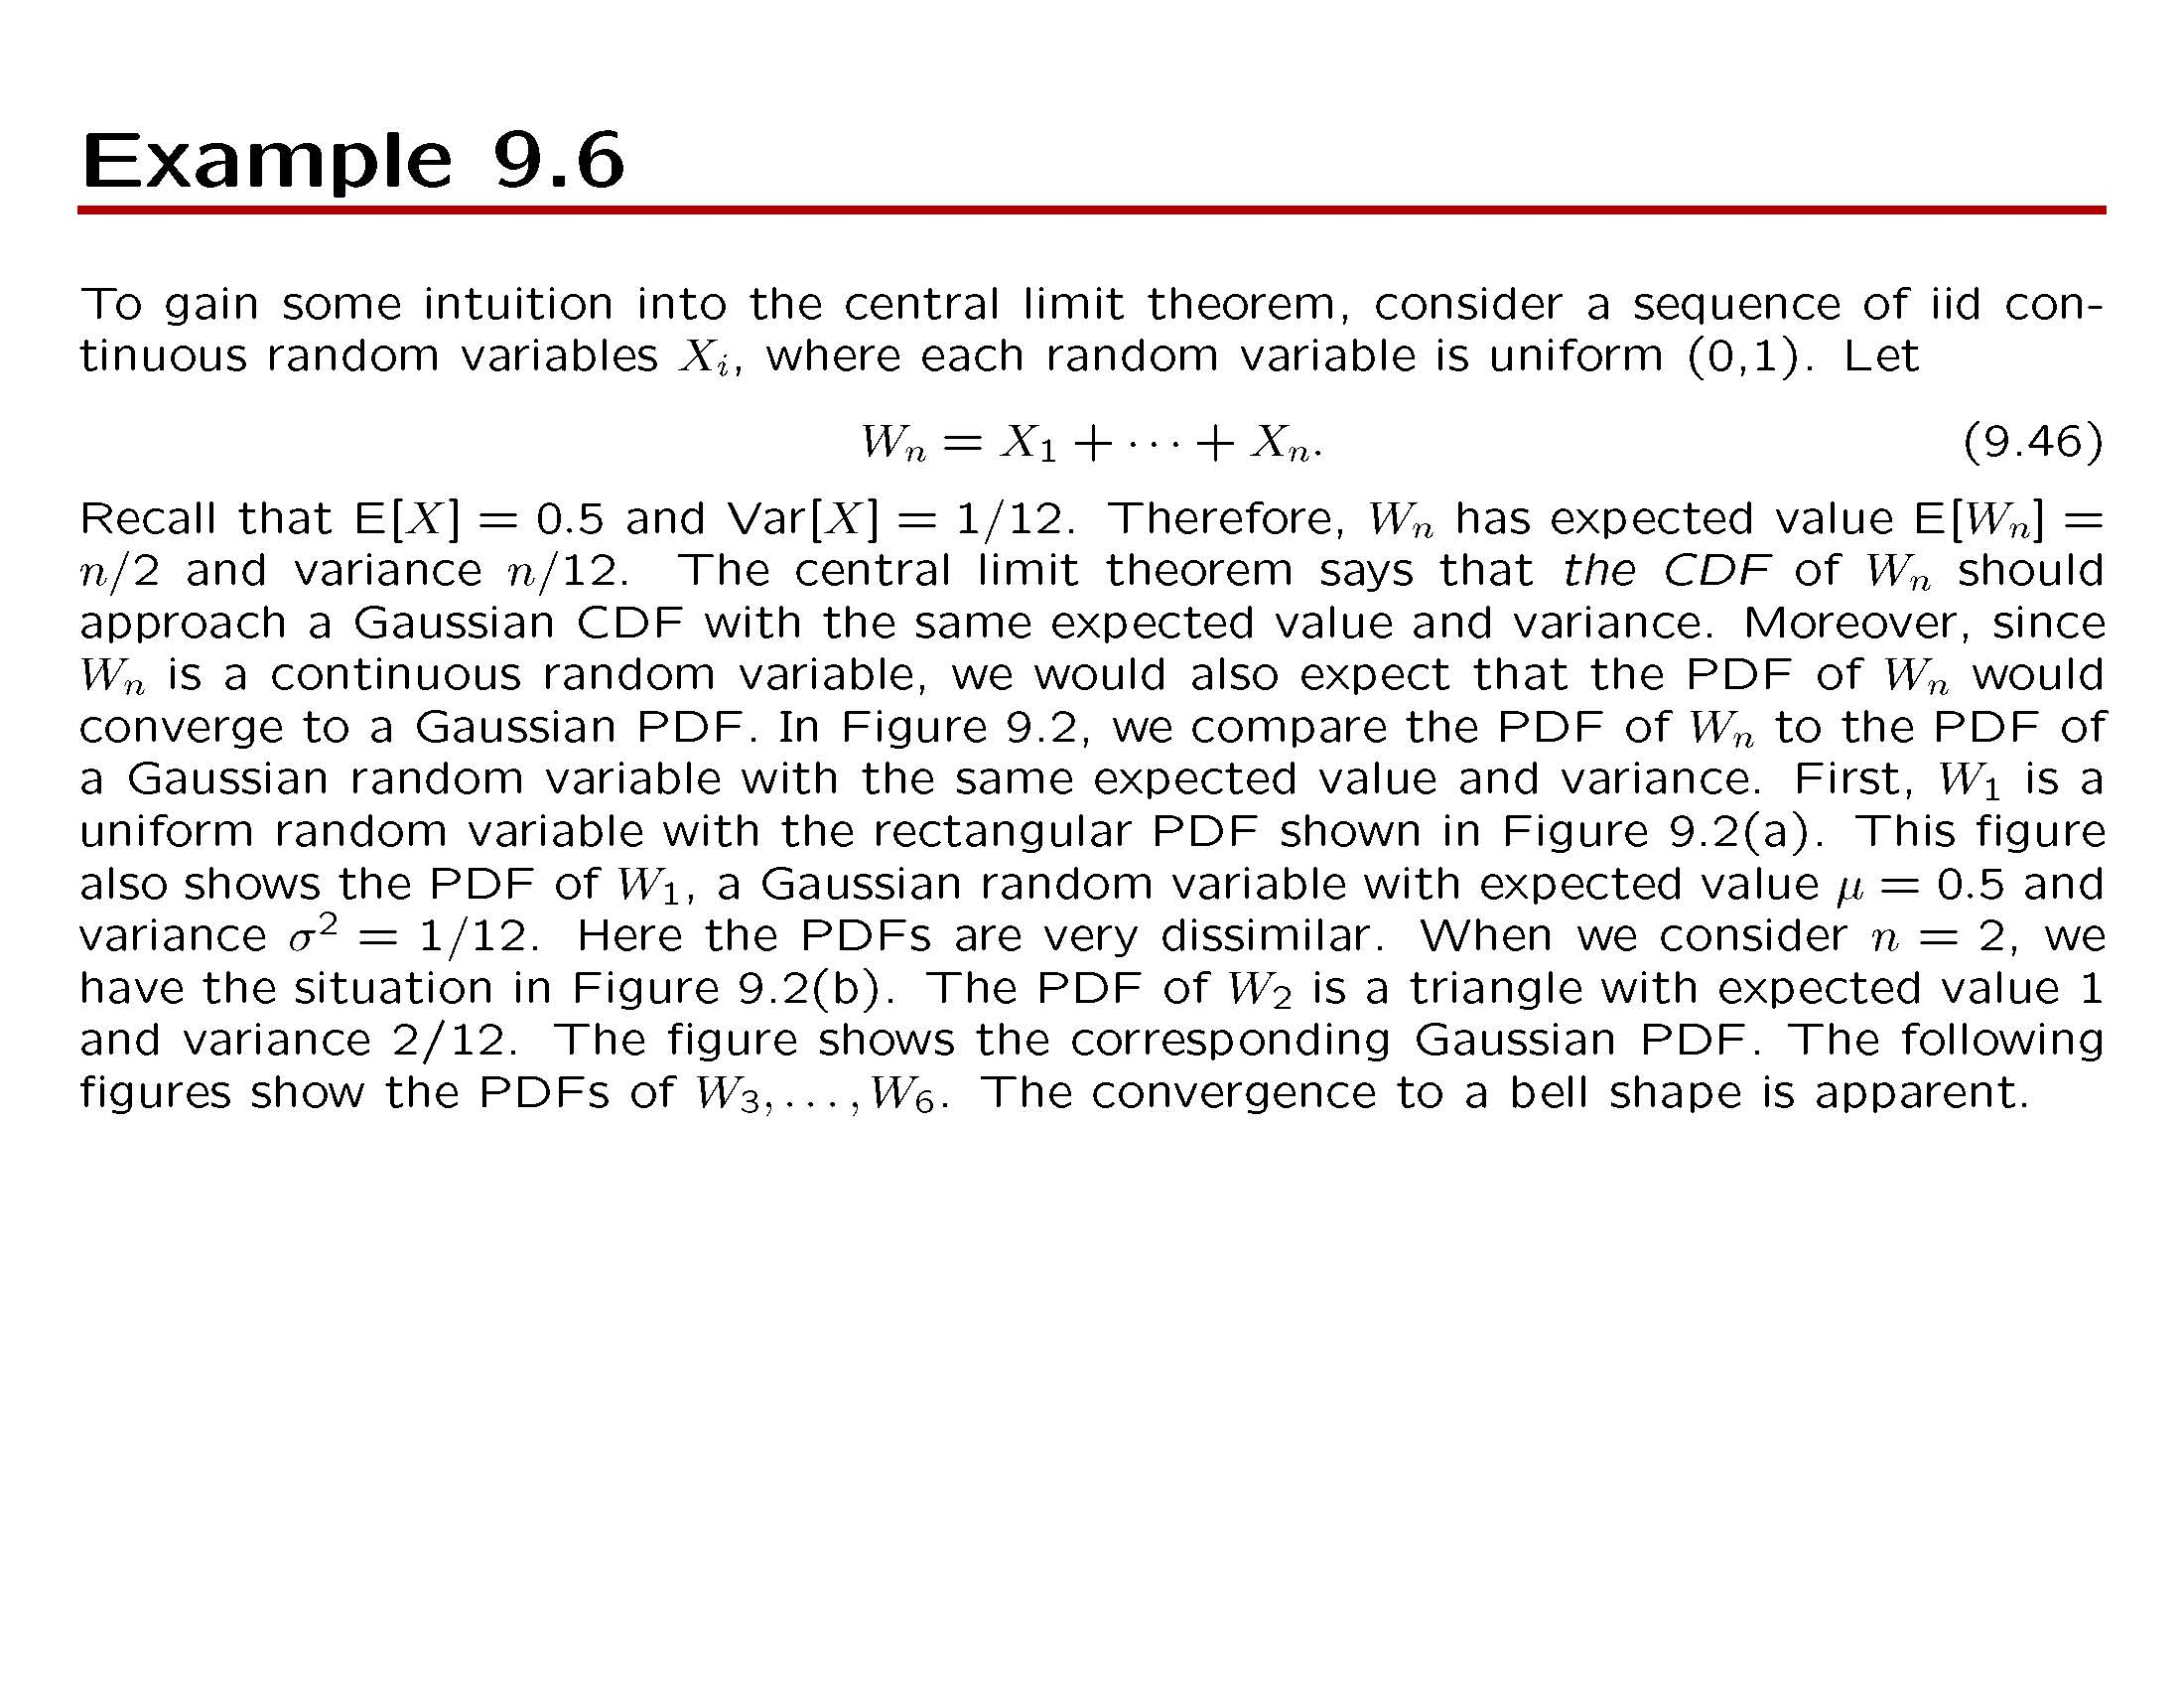 Example 9.6
To gain some intuition into the central limit theorem, consider a sequence of iid con-
tinuous random variables Xᵢ, where each random variable is uniform (0,1). Let
Wₙ = X₁ + · · · + Xₙ. (9.46)
Recall that E[X] = 0.5 and Var[X] = 1/12. Therefore, Wₙ has expected value E[Wₙ] =
n/2 and variance n/12. The central limit theorem says that the CDF of Wₙ should
approach a Gaussian CDF with the same expected value and variance. Moreover, since
Wₙ is a continuous random variable, we would also expect that the PDF of Wₙ would
converge to a Gaussian PDF. In Figure 9.2, we compare the PDF of Wₙ to the PDF of
a Gaussian random variable with the same expected value and variance. First, W₁ is a
uniform random variable with the rectangular PDF shown in Figure 9.2(a). This figure
also shows the PDF of W₁, a Gaussian random variable with expected value μ = 0.5 and
variance σ² = 1/12. Here the PDFs are very dissimilar. When we consider n = 2, we
have the situation in Figure 9.2(b). The PDF of W₂ is a triangle with expected value 1
and variance 2/12. The figure shows the corresponding Gaussian PDF. The following
figures show the PDFs of W₃, . . . , W₆. The convergence to a bell shape is apparent.